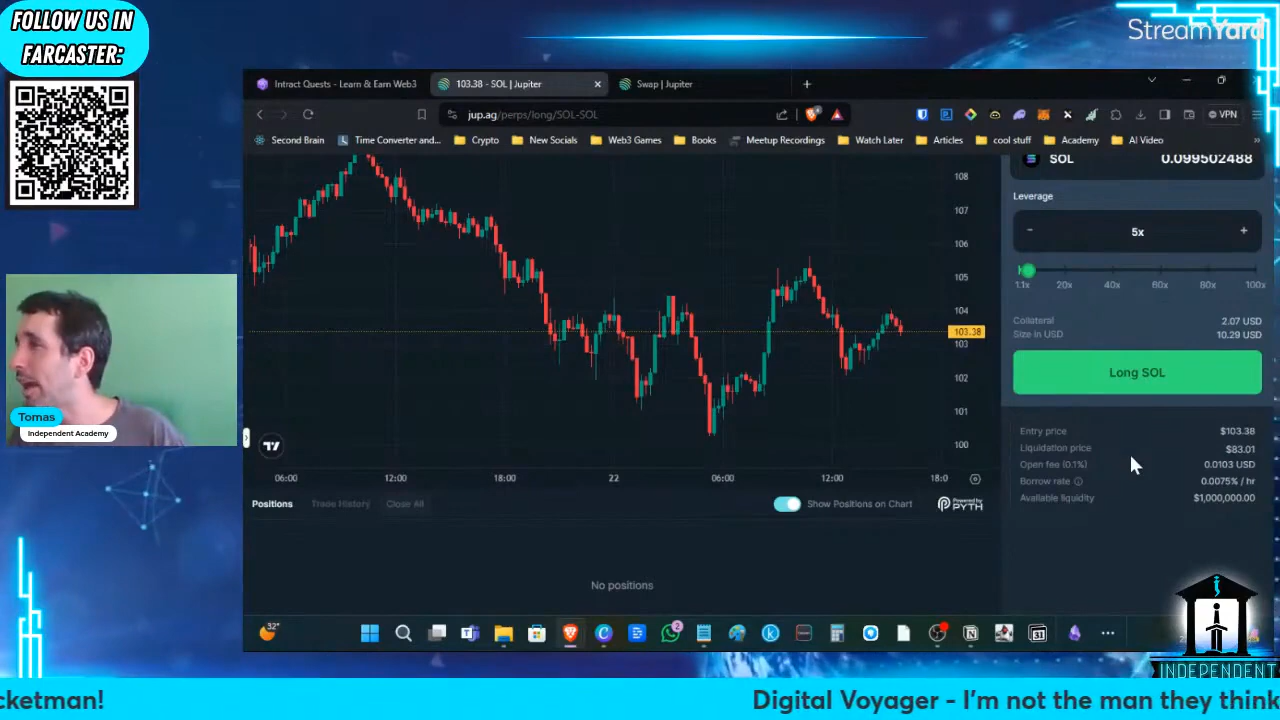 FOLLOW US IN
FARCASTER:
StreamYard
Intract Quests - Learn & Earn Web3
103.38 - SOL | Jupiter
Swap | Jupiter
jup.ag/perps/long/SOL-SOL
VPN
Second Brain
Time Converter and...
Crypto
New Socials
Web3 Games
Books
Meetup Recordings
Watch Later
Articles
cool stuff
Academy
AI Video
SOL
0.099502488
Leverage
5x
1.1x
20x
40x
60x
80x
100x
Collateral
2.07 USD
Size in USD
10.29 USD
Long SOL
Entry price
$103.38
Liquidation price
$83.01
Open fee (0.1%)
0.0103 USD
Borrow rate
0.0075% / hr
Available liquidity
$1,000,000.00
108
107
106
105
104
103.38
103
102
101
100
06:00
12:00
18:00
22
06:00
12:00
18:0
Positions
Trade History
Close All
Show Positions on Chart
Powered by
PYTH
No positions
Tomas
Independent Academy
32°
2
31
INDEPENDENT
cketman!
Digital Voyager - I'm not the man they think